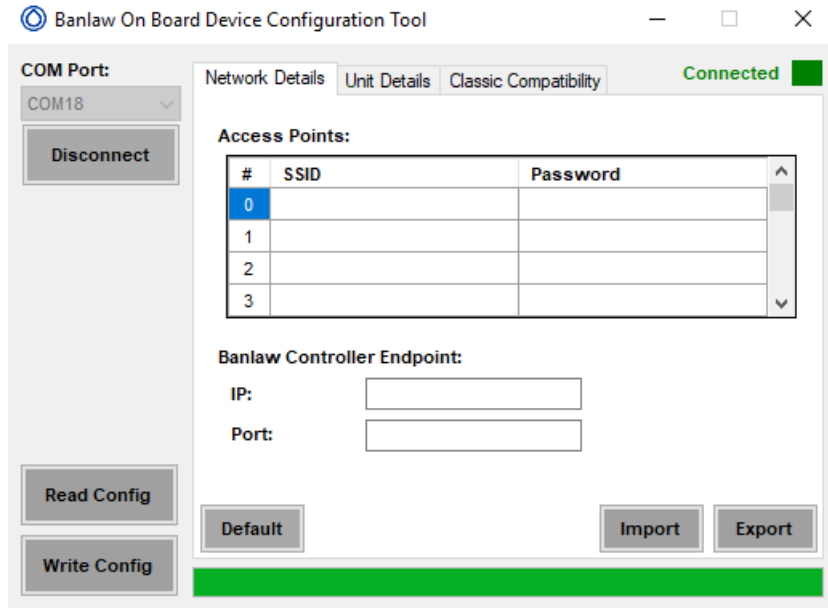 Banlaw On Board Device Configuration Tool
COM Port:
COM18
Disconnect
Network Details
Unit Details
Classic Compatibility
Connected
Access Points:
# SSID Password
0
1
2
3
Banlaw Controller Endpoint:
IP:
Port:
Read Config
Write Config
Default
Import
Export